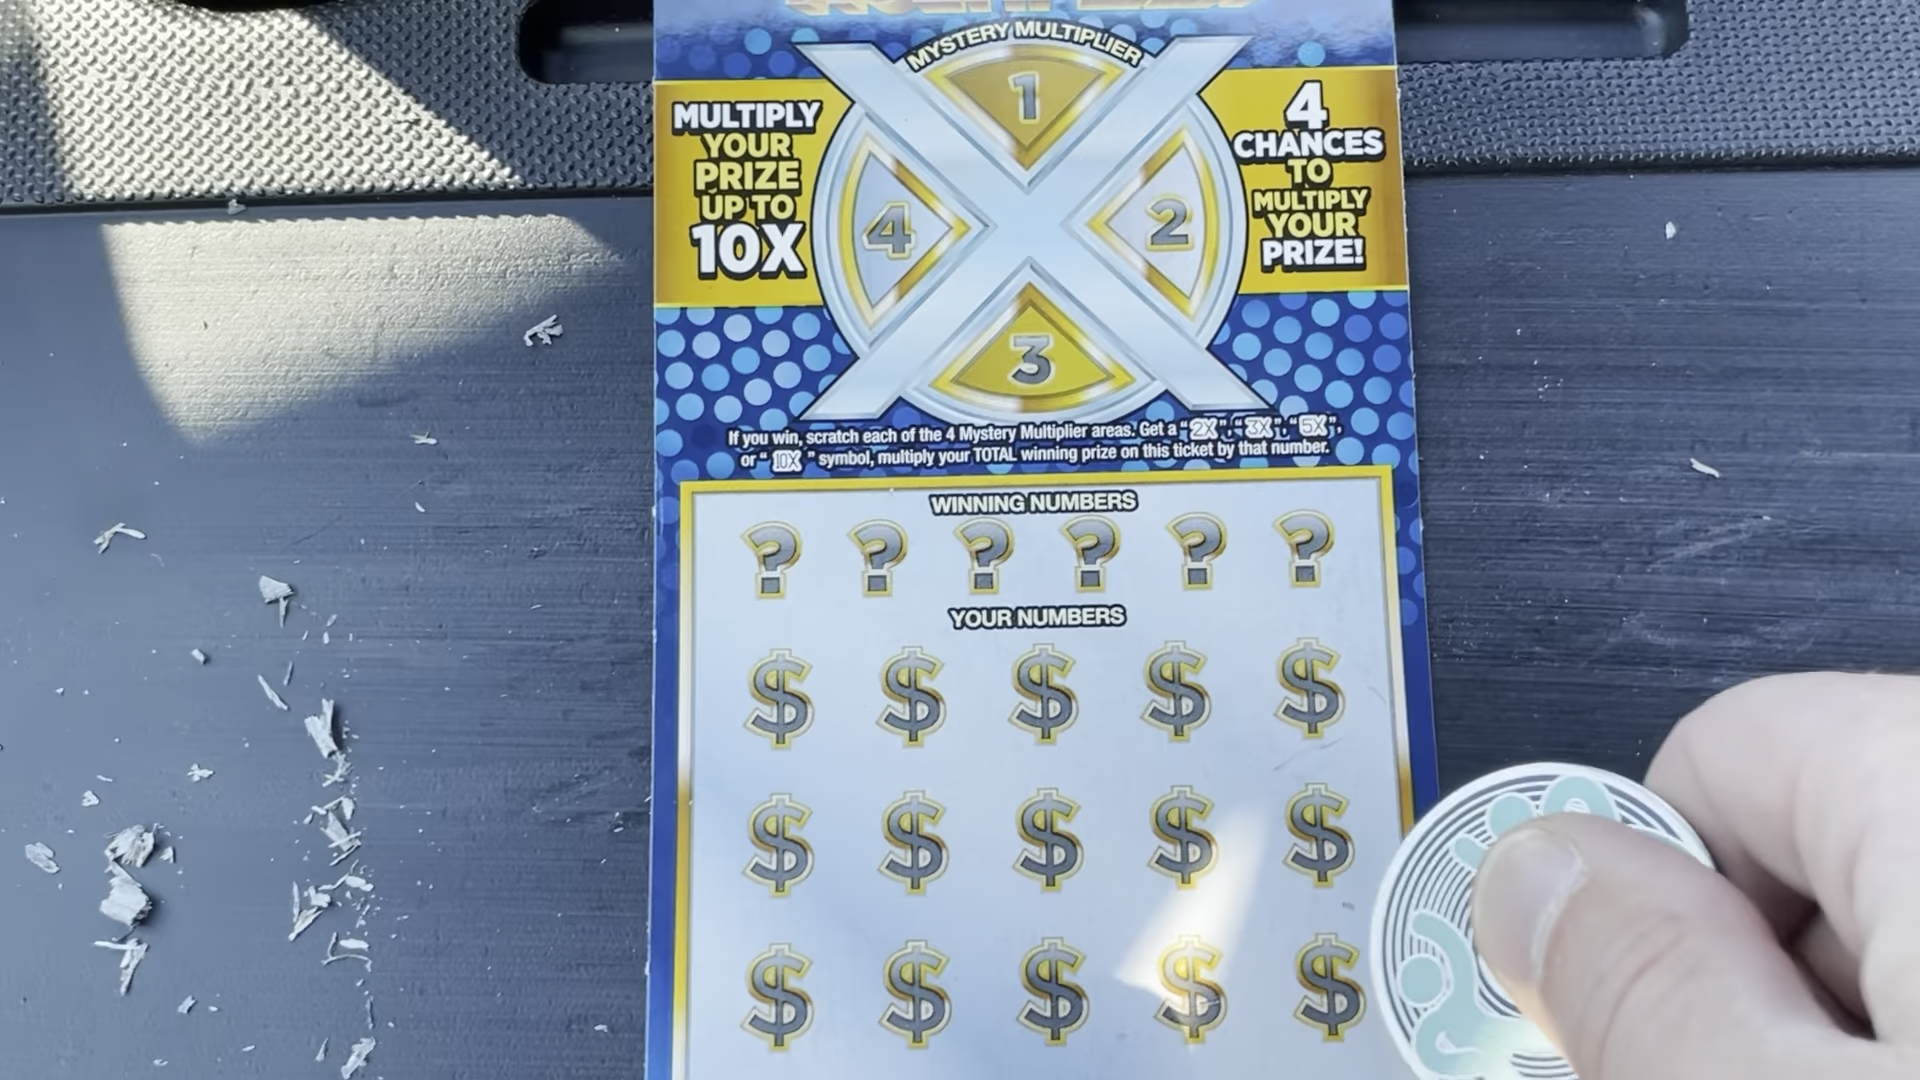 MYSTERY MULTIPLIER
1
4
2
3
MULTIPLY
YOUR
PRIZE
UP TO
10X
4
CHANCES
TO
MULTIPLY
YOUR
PRIZE!
If you win, scratch each of the 4 Mystery Multiplier areas. Get a "2X", "3X", "5X",
or "10X" symbol, multiply your TOTAL winning prize on this ticket by that number.
WINNING NUMBERS
? ? ? ? ? ?
YOUR NUMBERS
$ $ $ $ $
$ $ $ $ $
$ $ $ $ $